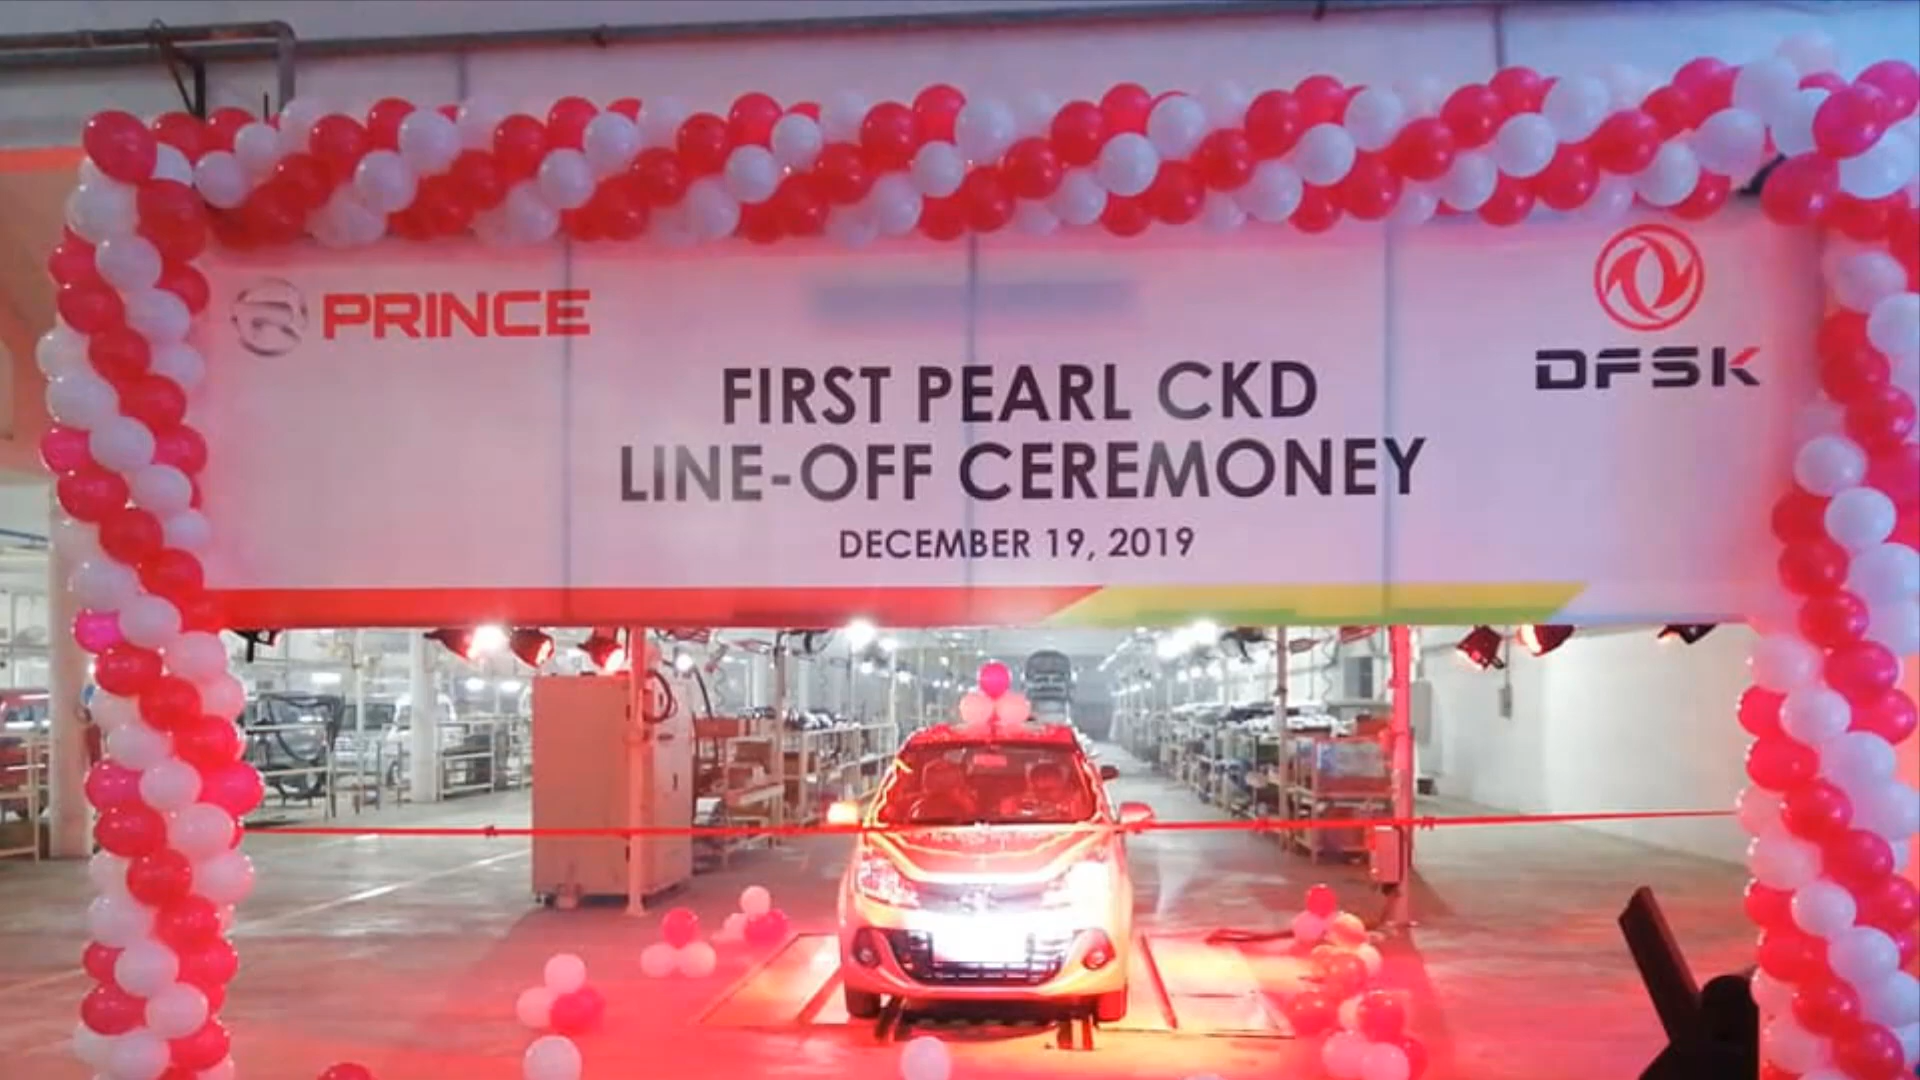 PRINCE
DFSK
FIRST PEARL CKD
LINE-OFF CEREMONEY
DECEMBER 19, 2019